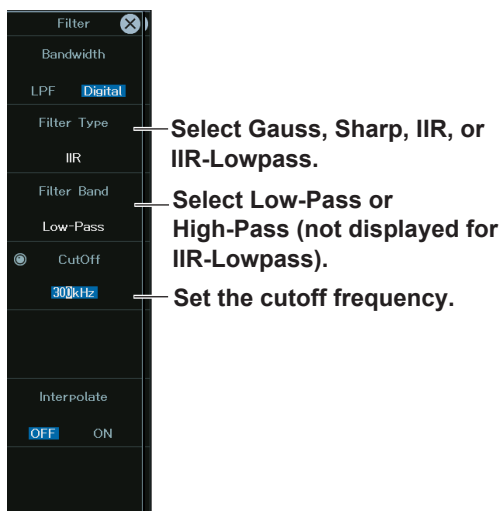 Filter
Bandwidth
LPF Digital
Filter Type
IIR
Filter Band
Low-Pass
CutOff
300kHz
Interpolate
OFF ON
Select Gauss, Sharp, IIR, or
IIR-Lowpass.
Select Low-Pass or
High-Pass (not displayed for
IIR-Lowpass).
Set the cutoff frequency.